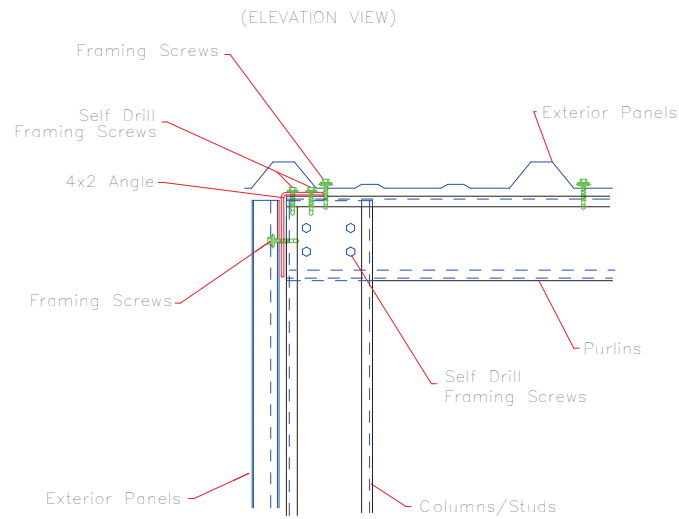 (ELEVATION VIEW)
Framing Screws
Self Drill
Framing Screws
Exterior Panels
4x2 Angle
Framing Screws
Purlins
Self Drill
Framing Screws
Exterior Panels
Columns/Studs